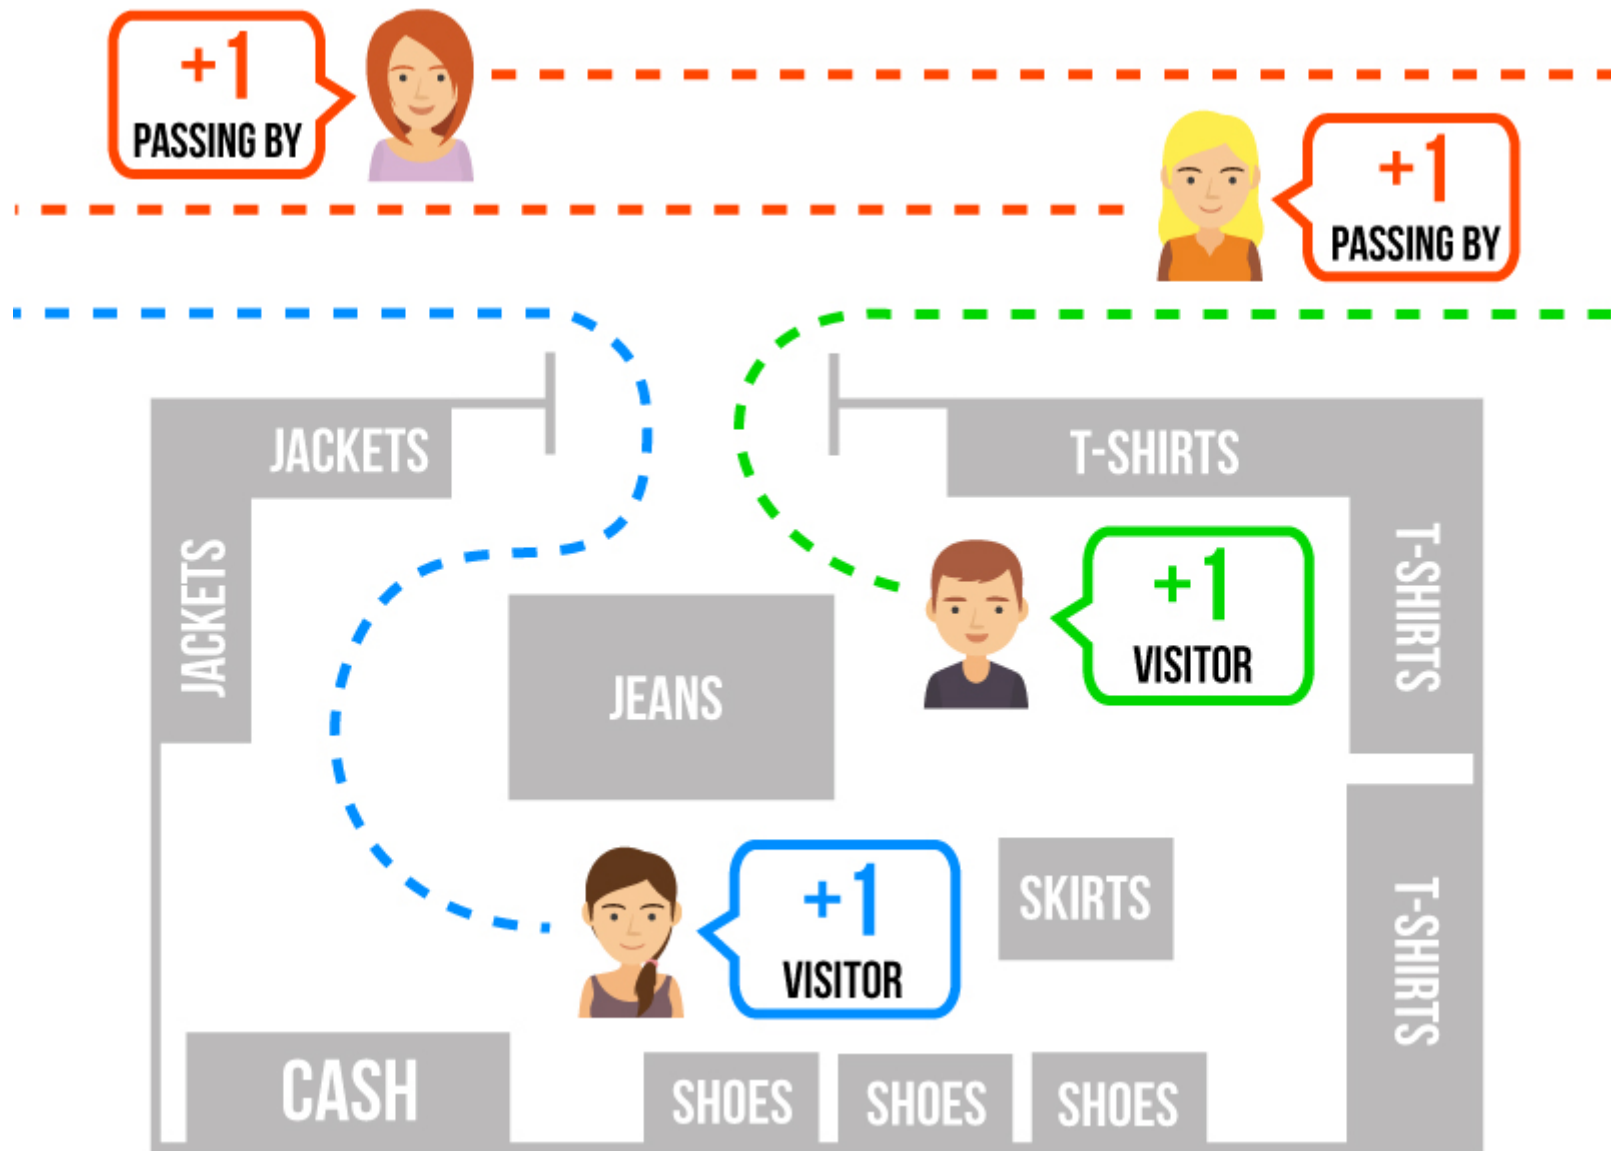 +1
PASSING BY
+1
PASSING BY
JACKETS
T-SHIRTS
JACKETS
T-SHIRTS
+1
VISITOR
JEANS
+1
VISITOR
SKIRTS
T-SHIRTS
CASH
SHOES
SHOES
SHOES